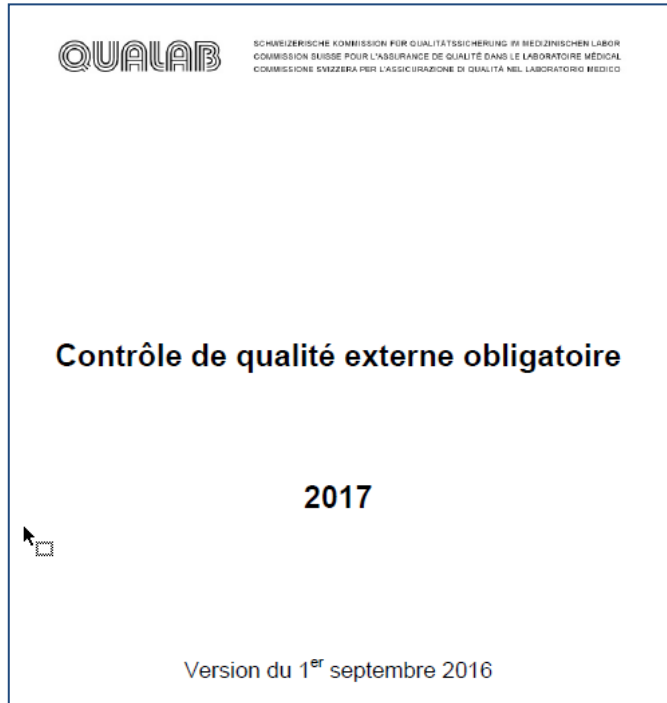 QUALAB
SCHWEIZERISCHE KOMMISSION FÜR QUALITÄTSSICHERUNG IM MEDIZINISCHEN LABOR
COMMISSION SUISSE POUR L'ASSURANCE DE QUALITÉ DANS LE LABORATOIRE MÉDICAL
COMMISSIONE SVIZZERA PER L'ASSICURAZIONE DI QUALITÀ NEL LABORATORIO MEDICO
Contrôle de qualité externe obligatoire
2017
Version du 1er septembre 2016